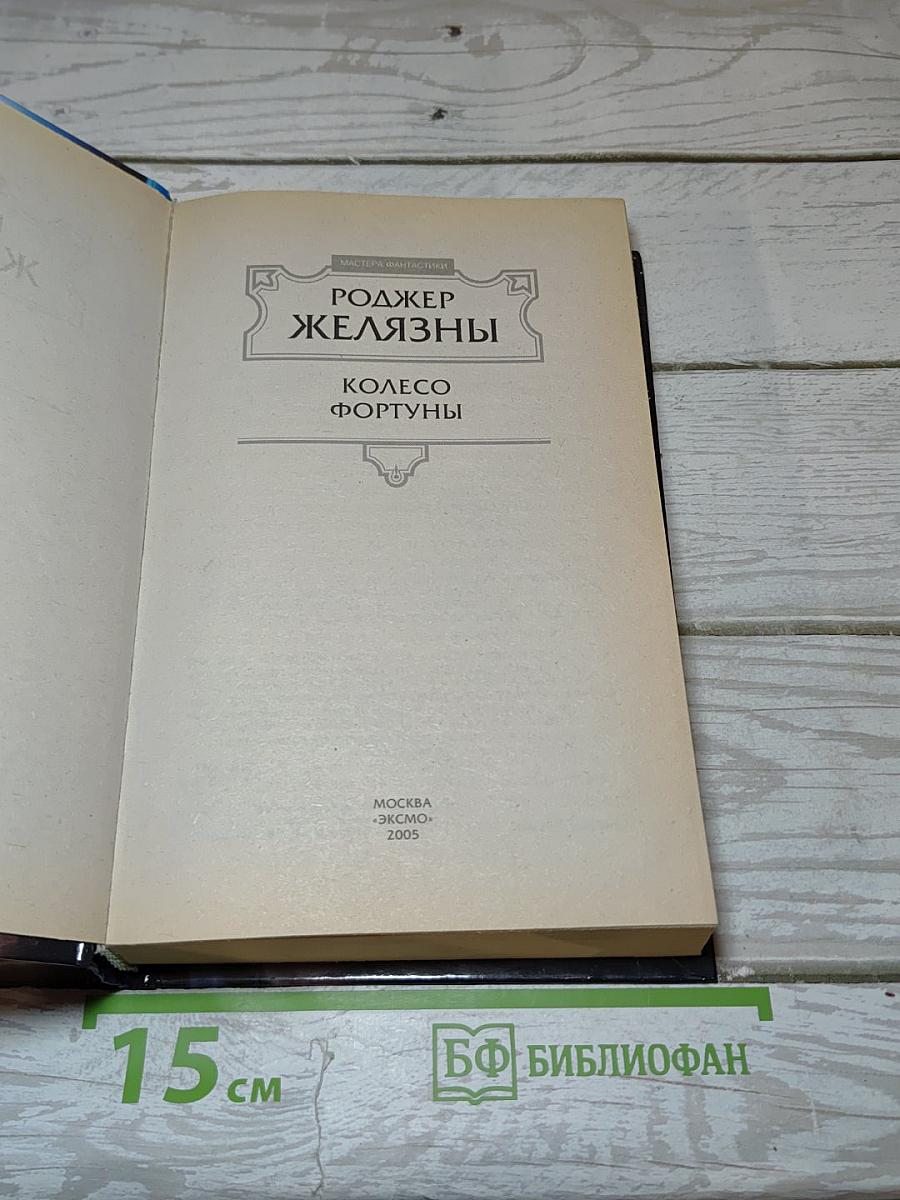 МАСТЕРА ФАНТАСТИКИ
РОДЖЕР
ЖЕЛЯЗНЫ
КОЛЕСО
ФОРТУНЫ
МОСКВА
«ЭКСМО»
2005
15 см
БФ БИБЛИОФАН